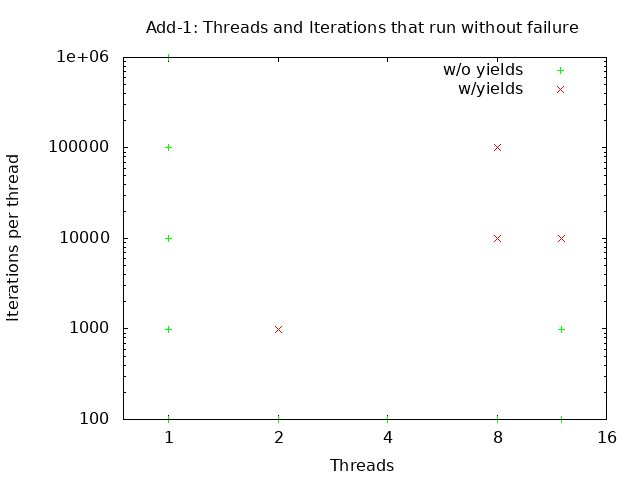 Add-1: Threads and Iterations that run without failure
1e+06
100000
10000
1000
100
Iterations per thread
w/o yields
w/yields
1 2 4 8 16
Threads